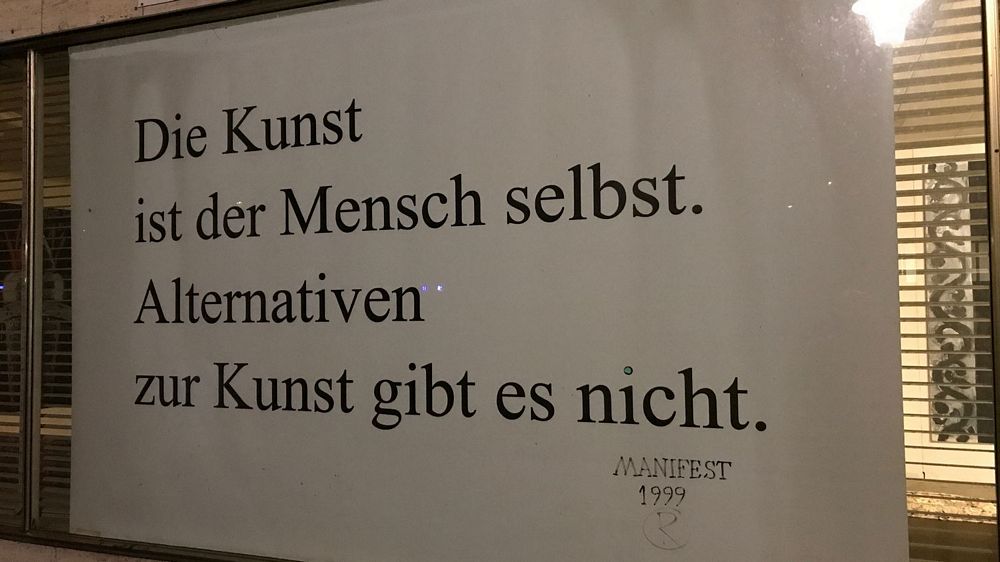 Die Kunst
ist der Mensch selbst.
Alternativen
zur Kunst gibt es nicht.
MANIFEST
1999
R